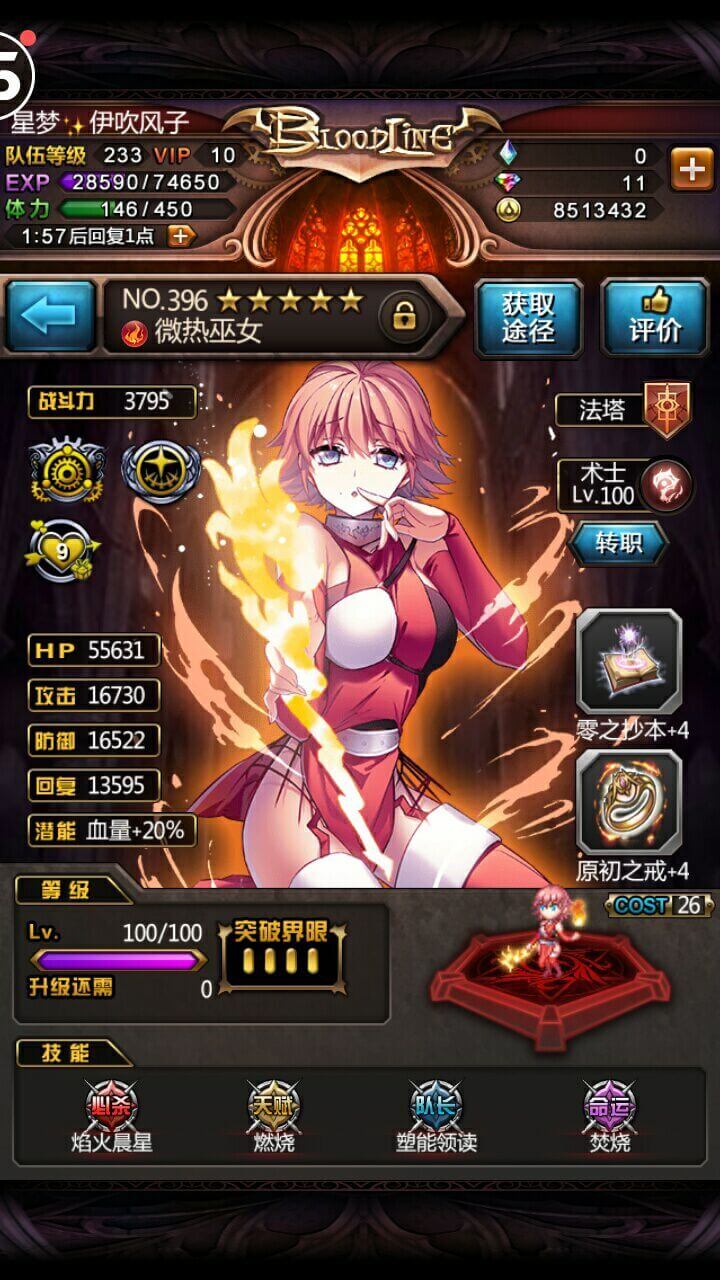 5
星梦✨伊吹风子
BLOODLINE
队伍等级 233 VIP 10
0
EXP 28590/74650
11
体力 146/450
8513432
1:57后回复1点
NO.396
微热巫女
获取
途径
评价
战斗力 3795
法塔
术士
Lv.100
转职
9
HP 55631
攻击 16730
防御 16522
回复 13595
潜能 血量+20%
零之抄本+4
原初之戒+4
等级
COST 26
Lv. 100/100
突破界限
升级还需 0
技能
必杀
天赋
队长
命运
焰火晨星
燃烧
塑能领读
焚烧